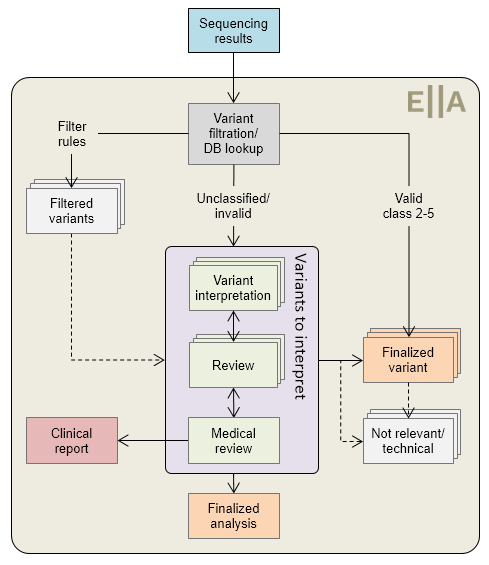 Sequencing
results
E||A
Variant
filtration/
DB lookup
Filter
rules
Unclassified/
invalid
Valid
class 2-5
Filtered
variants
Variants to interpret
Variant
interpretation
Review
Finalized
variant
Clinical
report
Medical
review
Not relevant/
technical
Finalized
analysis